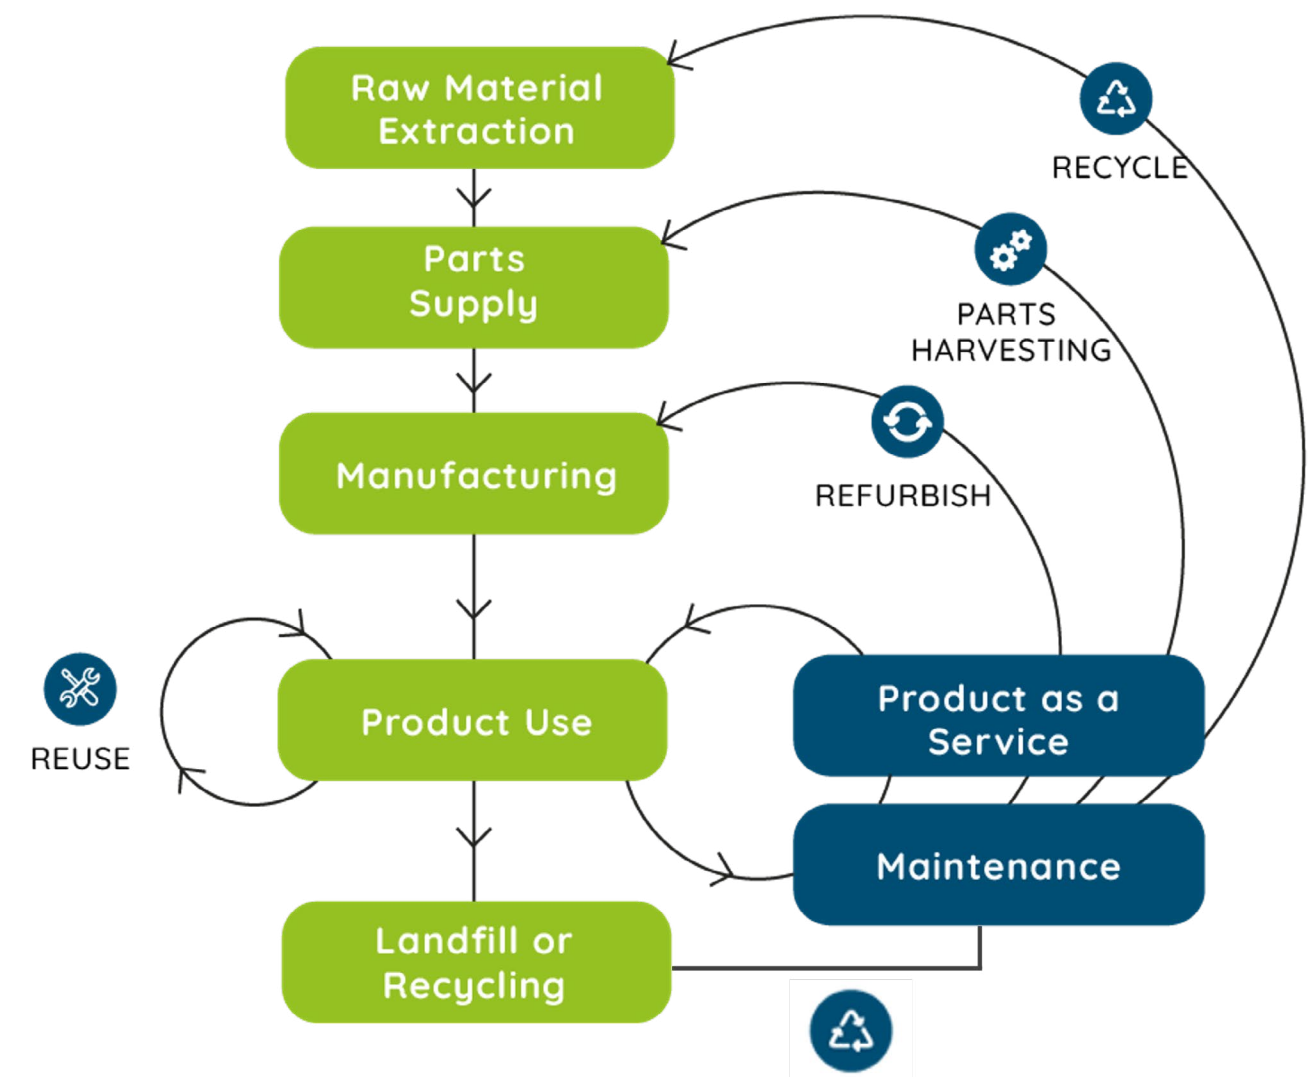 Raw Material
Extraction
RECYCLE
Parts
Supply
PARTS
HARVESTING
Manufacturing
REFURBISH
Product Use
REUSE
Product as a
Service
Maintenance
Landfill or
Recycling